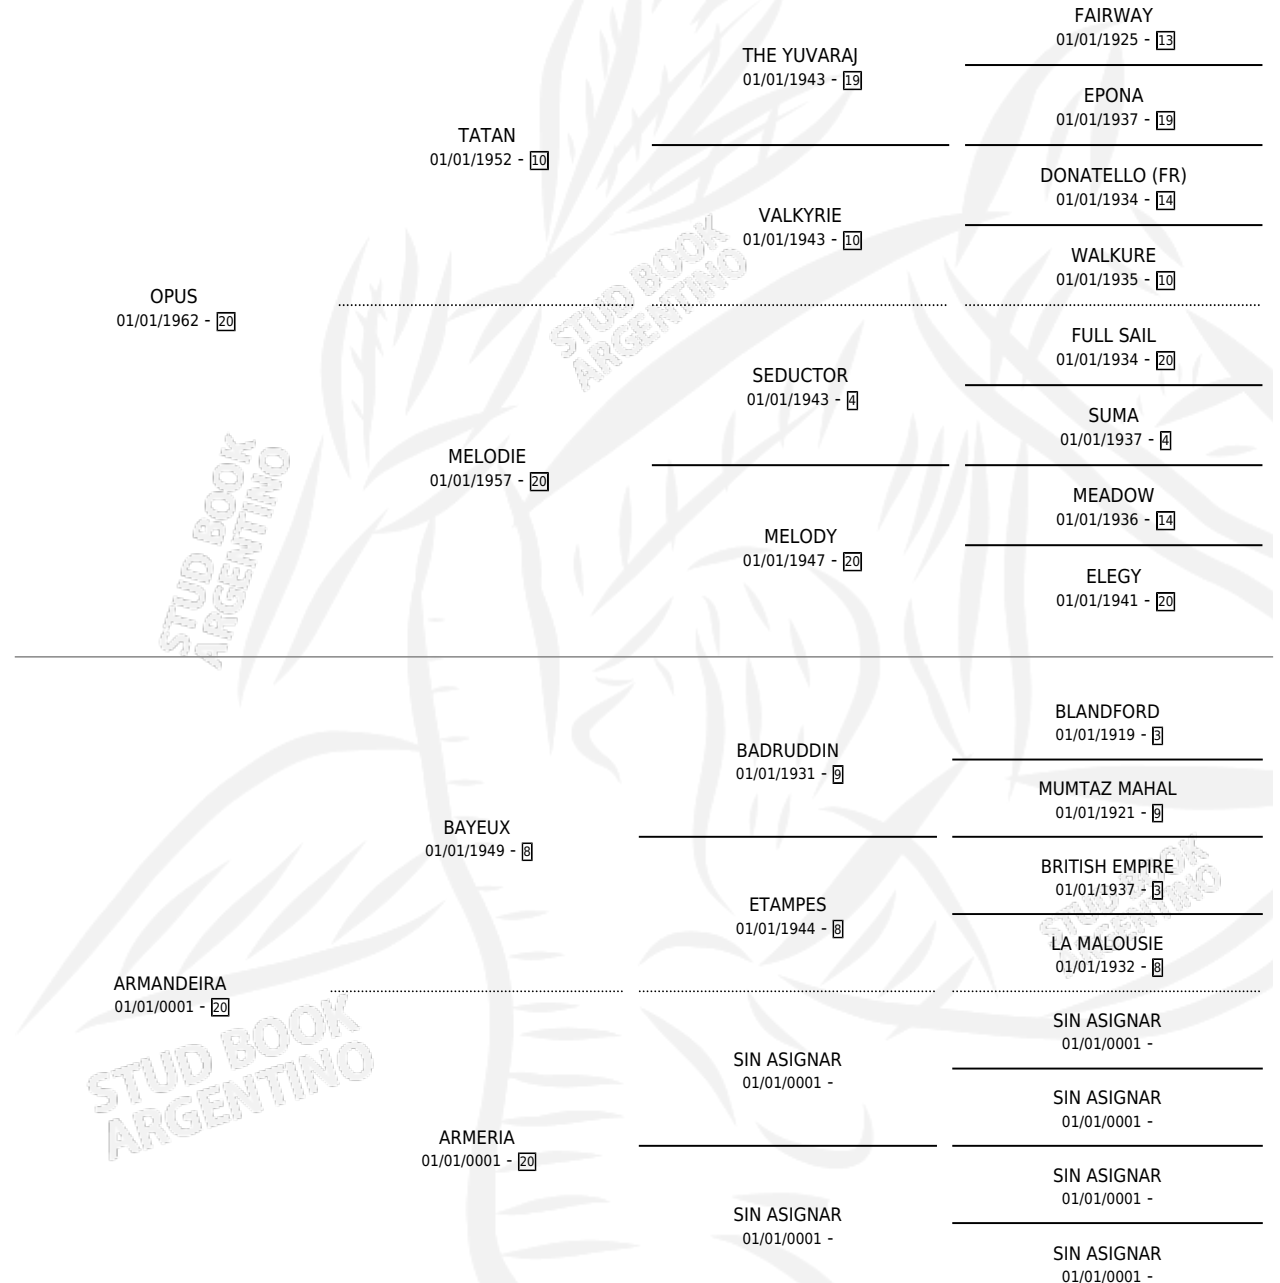 FAIRWAY
01/01/1925 - 13
THE YUVARAJ
01/01/1943 - 19
EPONA
01/01/1937 - 19
TATAN
01/01/1952 - 10
DONATELLO (FR)
01/01/1934 - 14
VALKYRIE
01/01/1943 - 10
WALKURE
01/01/1935 - 10
OPUS
01/01/1962 - 20
FULL SAIL
01/01/1934 - 20
SEDUCTOR
01/01/1943 - 4
SUMA
01/01/1937 - 4
MELODIE
01/01/1957 - 20
MEADOW
01/01/1936 - 14
MELODY
01/01/1947 - 20
ELEGY
01/01/1941 - 20
BLANDFORD
01/01/1919 - 3
BADRUDDIN
01/01/1931 - 9
MUMTAZ MAHAL
01/01/1921 - 9
BAYEUX
01/01/1949 - 8
BRITISH EMPIRE
01/01/1937 - 3
ETAMPES
01/01/1944 - 8
LA MALOUSIE
01/01/1932 - 8
ARMANDEIRA
01/01/0001 - 20
SIN ASIGNAR
01/01/0001 -
SIN ASIGNAR
01/01/0001 -
SIN ASIGNAR
01/01/0001 -
ARMERIA
01/01/0001 - 20
SIN ASIGNAR
01/01/0001 -
SIN ASIGNAR
01/01/0001 -
SIN ASIGNAR
01/01/0001 -
STUD BOOK
ARGENTINO
STUD BOOK
ARGENTINO
STUD BOOK
ARGENTINO
STUD BOOK
ARGENTINO